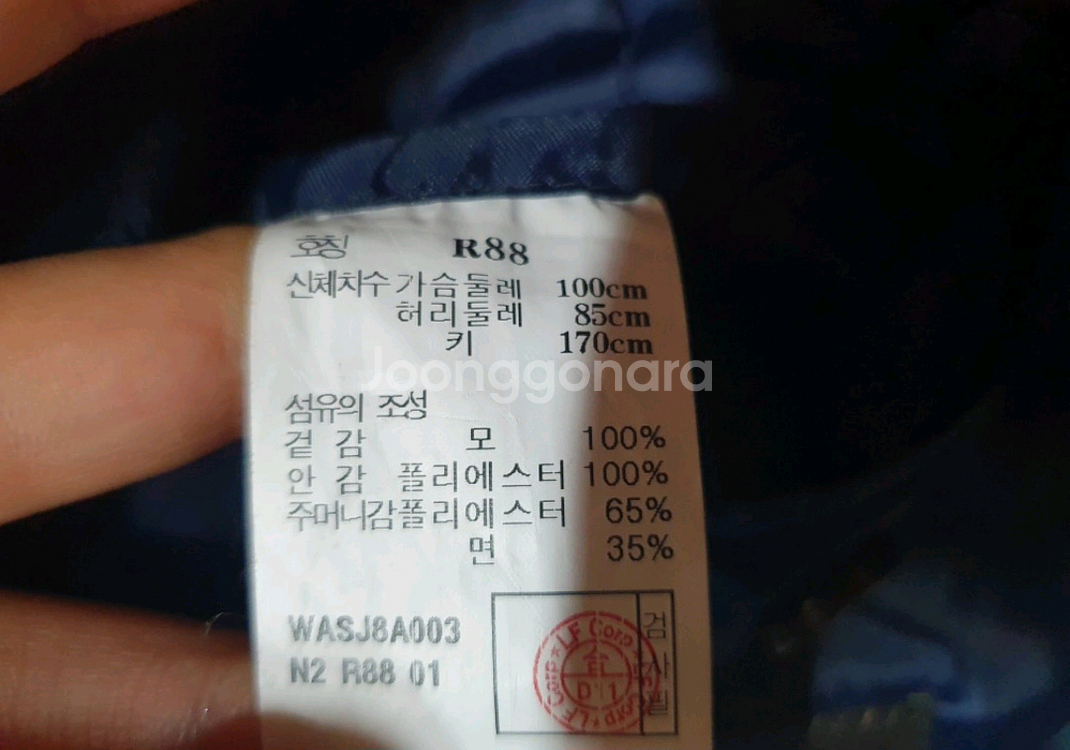 호칭 R88
신체치수 가슴둘레 100cm
허리둘레 85cm
키 170cm
Joonggonara
섬유의 조성
겉 감 모 100%
안 감 폴리에스터 100%
주머니감 폴리에스터 65%
면 35%
WASJ8A003
N2 R88 01
검사필
LF Corp